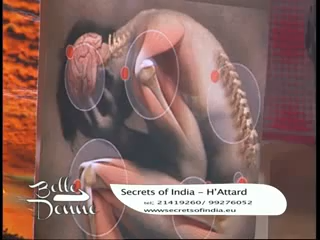 Secrets of India - H'Attard
tel: 21419260/ 99276052
www.secretsofindia.eu
Bella
Donna